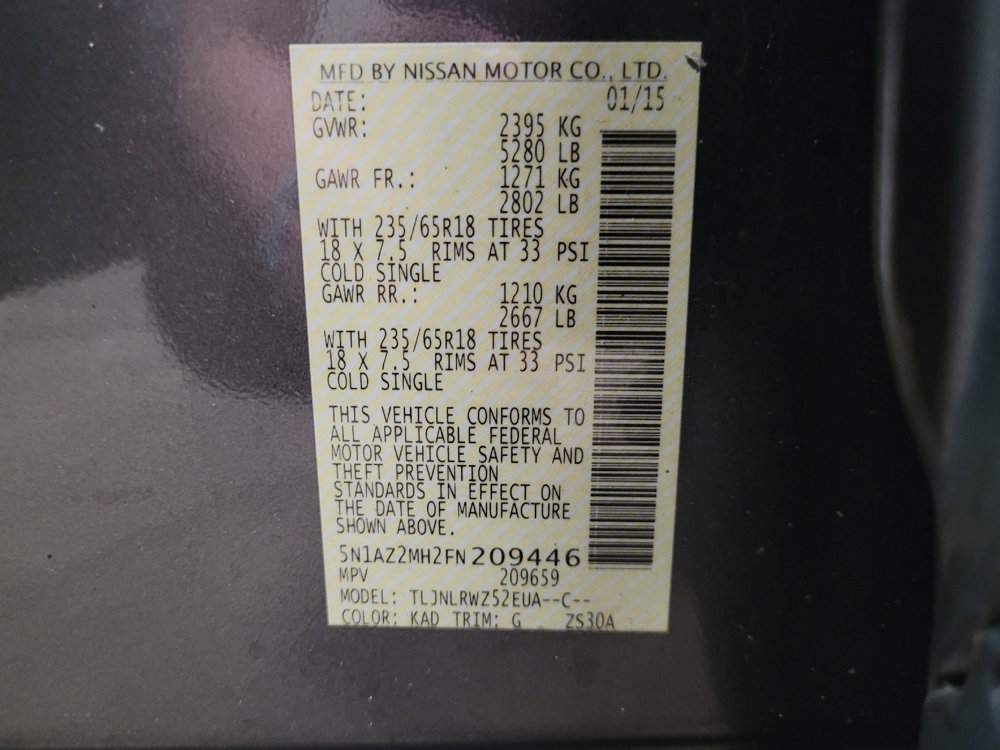 MFD BY NISSAN MOTOR CO., LTD.
DATE: 01/15
GVWR: 2395 KG
5280 LB
GAWR FR.: 1271 KG
2802 LB
WITH 235/65R18 TIRES
18 X 7.5 RIMS AT 33 PSI
COLD SINGLE
GAWR RR.: 1210 KG
2667 LB
WITH 235/65R18 TIRES
18 X 7.5 RIMS AT 33 PSI
COLD SINGLE
THIS VEHICLE CONFORMS TO
ALL APPLICABLE FEDERAL
MOTOR VEHICLE SAFETY AND
THEFT PREVENTION
STANDARDS IN EFFECT ON
THE DATE OF MANUFACTURE
SHOWN ABOVE.
5N1AZ2MH2FN209446
MPV 209659
MODEL: TLJNLRWZ52EUA--C--
COLOR: KAD TRIM: G ZS30A